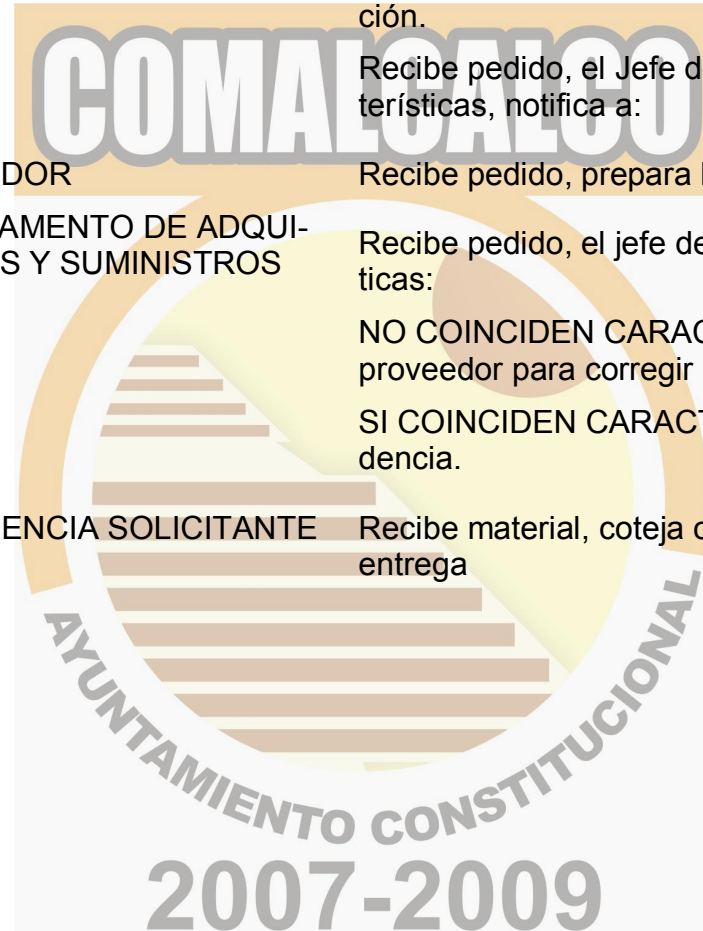 ción.
COMALCALCO
Recibe pedido, el Jefe d
terísticas, notifica a:
DOR Recibe pedido, prepara
AMENTO DE ADQUI-
S Y SUMINISTROS
Recibe pedido, el jefe de
ticas:
NO COINCIDEN CARAC
proveedor para corregir
SI COINCIDEN CARACT
dencia.
ENCIA SOLICITANTE Recibe material, coteja c
entrega
AYUNTAMIENTO CONSTITUCIONAL
2007-2009